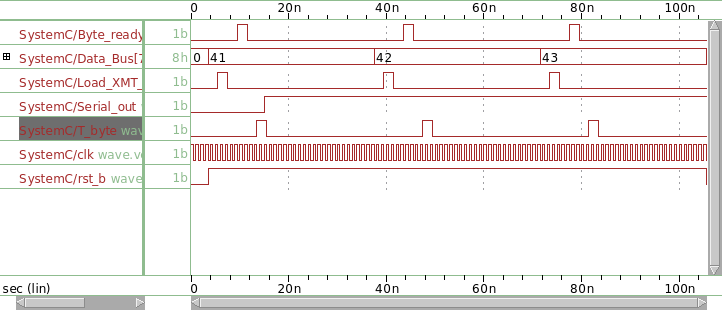 0 20n 40n 60n 80n 100n
SystemC/Byte_ready 1b
SystemC/Data_Bus[7 8h 0 41 42 43
SystemC/Load_XMT_ 1b
SystemC/Serial_out 1b
SystemC/T_byte wav 1b
SystemC/clk wave.v 1b
SystemC/rst_b wave 1b
0 20n 40n 60n 80n 100n
sec (lin)